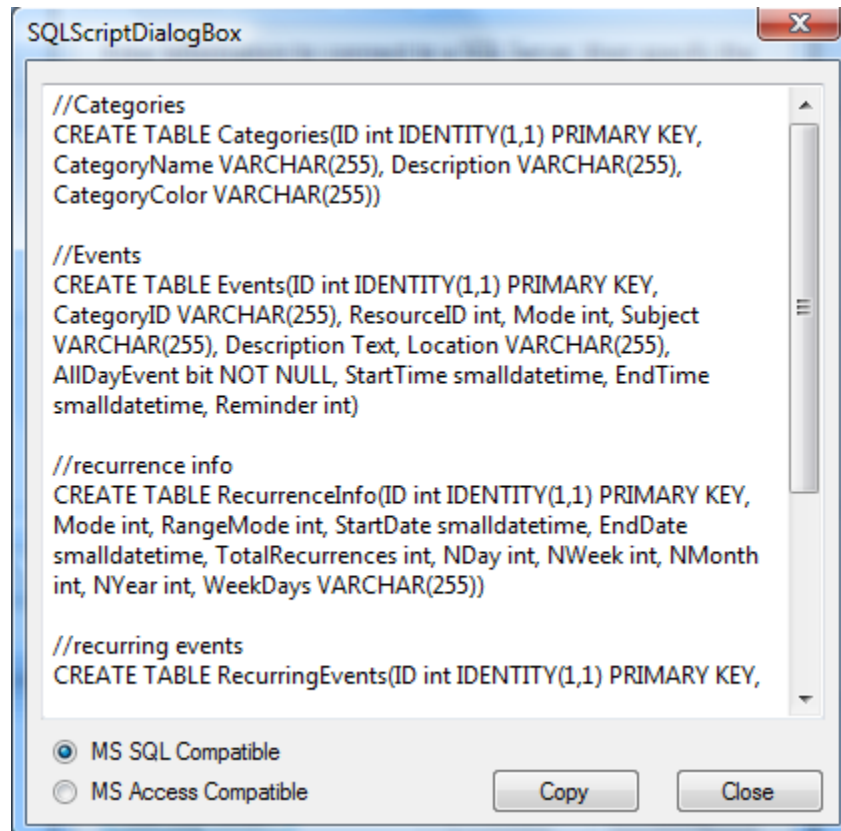 SQLScriptDialogBox
//Categories
CREATE TABLE Categories(ID int IDENTITY(1,1) PRIMARY KEY,
CategoryName VARCHAR(255), Description VARCHAR(255),
CategoryColor VARCHAR(255))
//Events
CREATE TABLE Events(ID int IDENTITY(1,1) PRIMARY KEY,
CategoryID VARCHAR(255), ResourceID int, Mode int, Subject
VARCHAR(255), Description Text, Location VARCHAR(255),
AllDayEvent bit NOT NULL, StartTime smalldatetime, EndTime
smalldatetime, Reminder int)
//recurrence info
CREATE TABLE RecurrenceInfo(ID int IDENTITY(1,1) PRIMARY KEY,
Mode int, RangeMode int, StartDate smalldatetime, EndDate
smalldatetime, TotalRecurrences int, NDay int, NWeek int, NMonth
int, NYear int, WeekDays VARCHAR(255))
//recurring events
CREATE TABLE RecurringEvents(ID int IDENTITY(1,1) PRIMARY KEY,
MS SQL Compatible
MS Access Compatible
Copy
Close